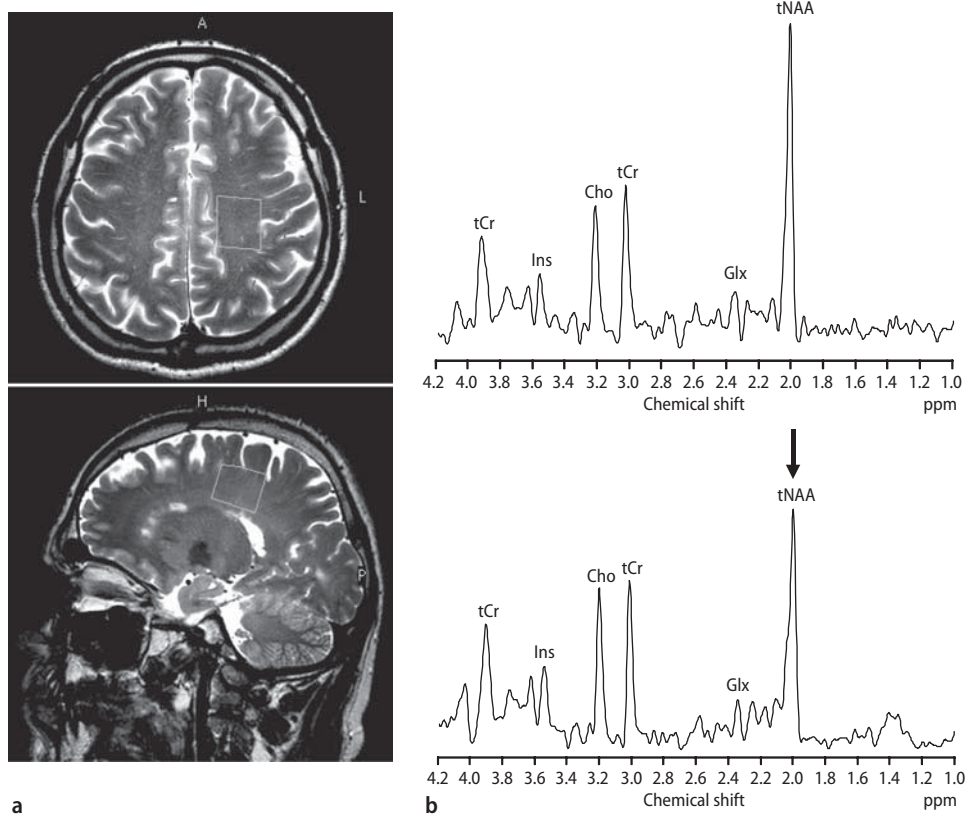 A
L
H
P
a
tNAA
tCr
Cho
tCr
Ins
Glx
4.2 4.0 3.6 3.4 3.2 3.0 2.8 2.6 2.4 2.2 2.0 1.8 1.6 1.4 1.2 1.0
Chemical shift ppm
tNAA
Cho tCr
tCr
Ins
Glx
4.2 4.0 3.8 3.6 3.4 3.2 3.0 2.8 2.6 2.4 2.2 2.0 1.8 1.6 1.4 1.2 1.0
Chemical shift ppm
b